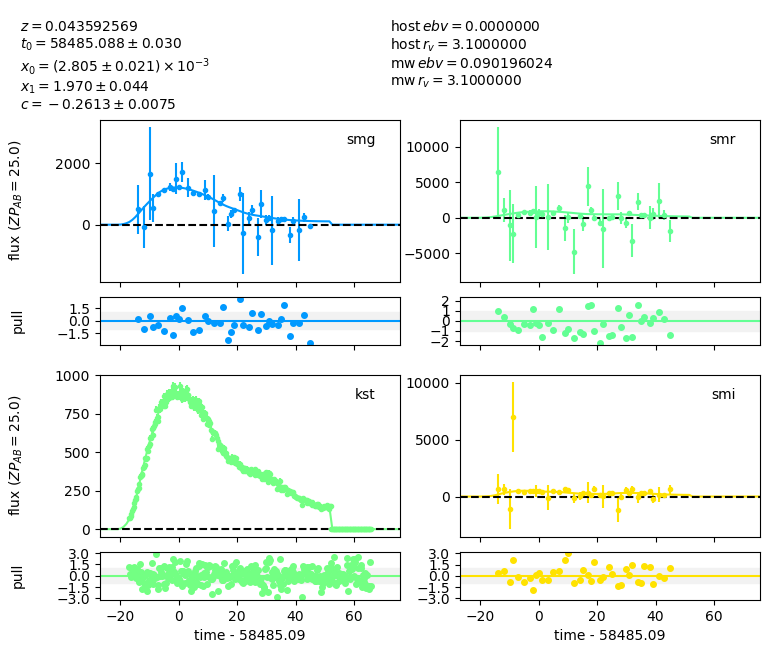 z = 0.043592569
t₀ = 58485.088 ± 0.030
x₀ = (2.805 ± 0.021) × 10⁻³
x₁ = 1.970 ± 0.044
c = −0.2613 ± 0.0075
host ebv = 0.0000000
host r_v = 3.1000000
mw ebv = 0.090196024
mw r_v = 3.1000000
smg
flux (ZP_AB = 25.0)
2000
0
pull
1.5
0.0
−1.5
smr
10000
5000
0
−5000
2
1
0
−1
−2
kst
flux (ZP_AB = 25.0)
1000
750
500
250
0
pull
3.0
1.5
0.0
−1.5
−3.0
−20
0
20
40
60
time - 58485.09
smi
10000
5000
0
3.0
1.5
0.0
−1.5
−3.0
−20
0
20
40
60
time - 58485.09